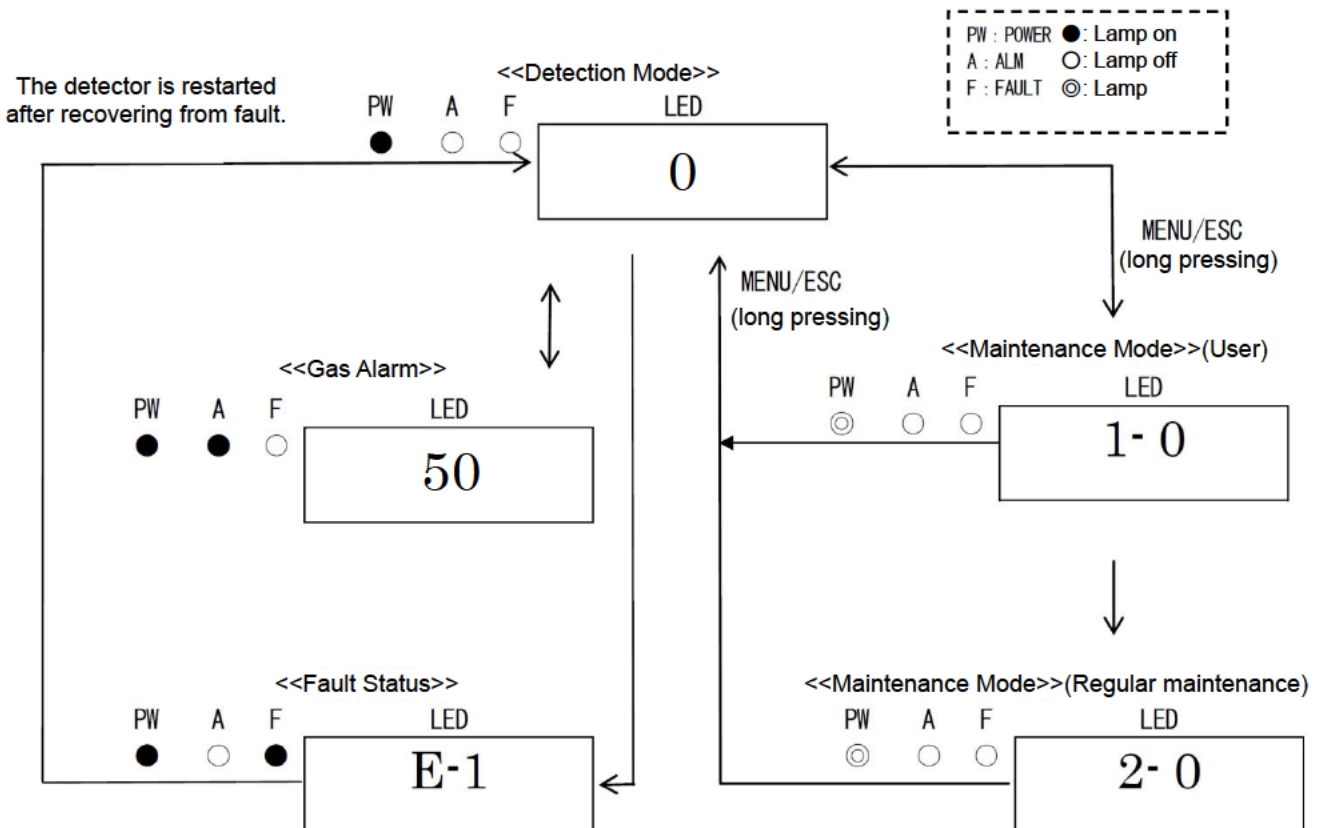 PW : POWER ●: Lamp on
A : ALM ○: Lamp off
F : FAULT ◎: Lamp
The detector is restarted
after recovering from fault.
<<Detection Mode>>
PW A F LED
0
MENU/ESC
(long pressing)
MENU/ESC
(long pressing)
<<Gas Alarm>>
PW A F LED
50
<<Maintenance Mode>>(User)
PW A F LED
1- 0
<<Fault Status>>
PW A F LED
E-1
<<Maintenance Mode>>(Regular maintenance)
PW A F LED
2- 0